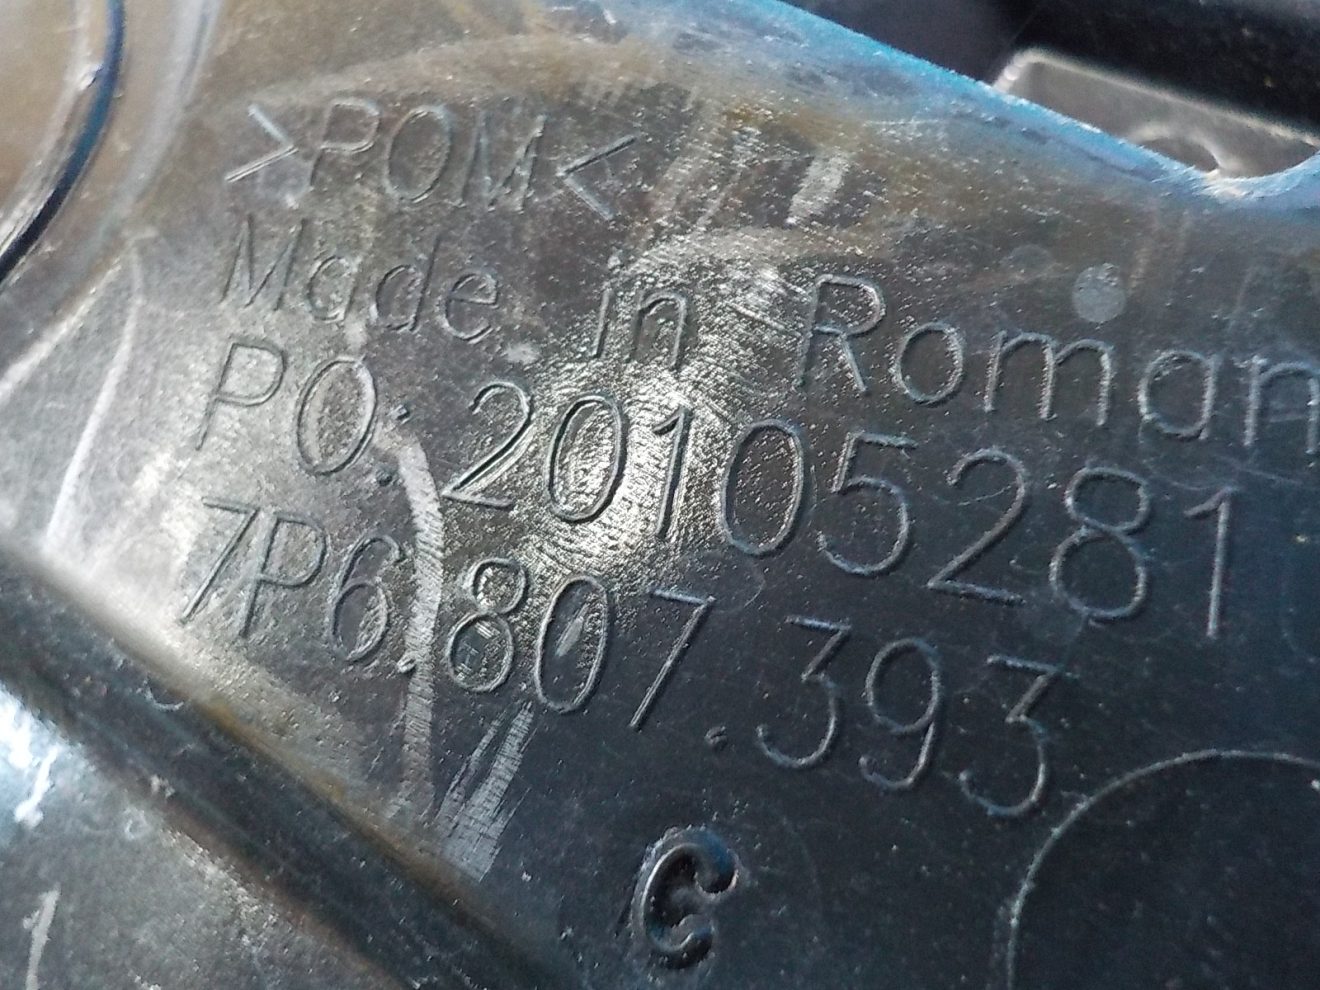 >POM<
Made in Roman
PO: 20105281
7P6.807.393
C